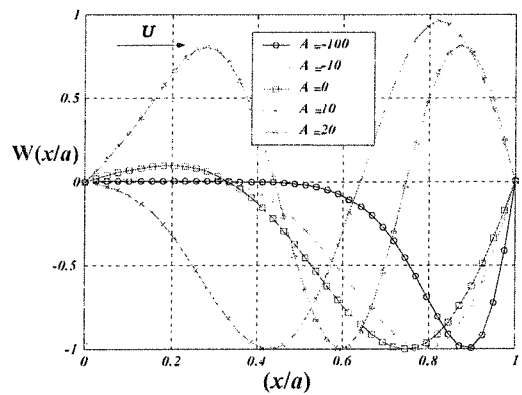 1
U
A =-100
A =-10
A =0
A =10
A =20
0.5
W(x/a)
0
-0.5
-1
0 0.2 0.4 0.6 0.8 1
(x/a)